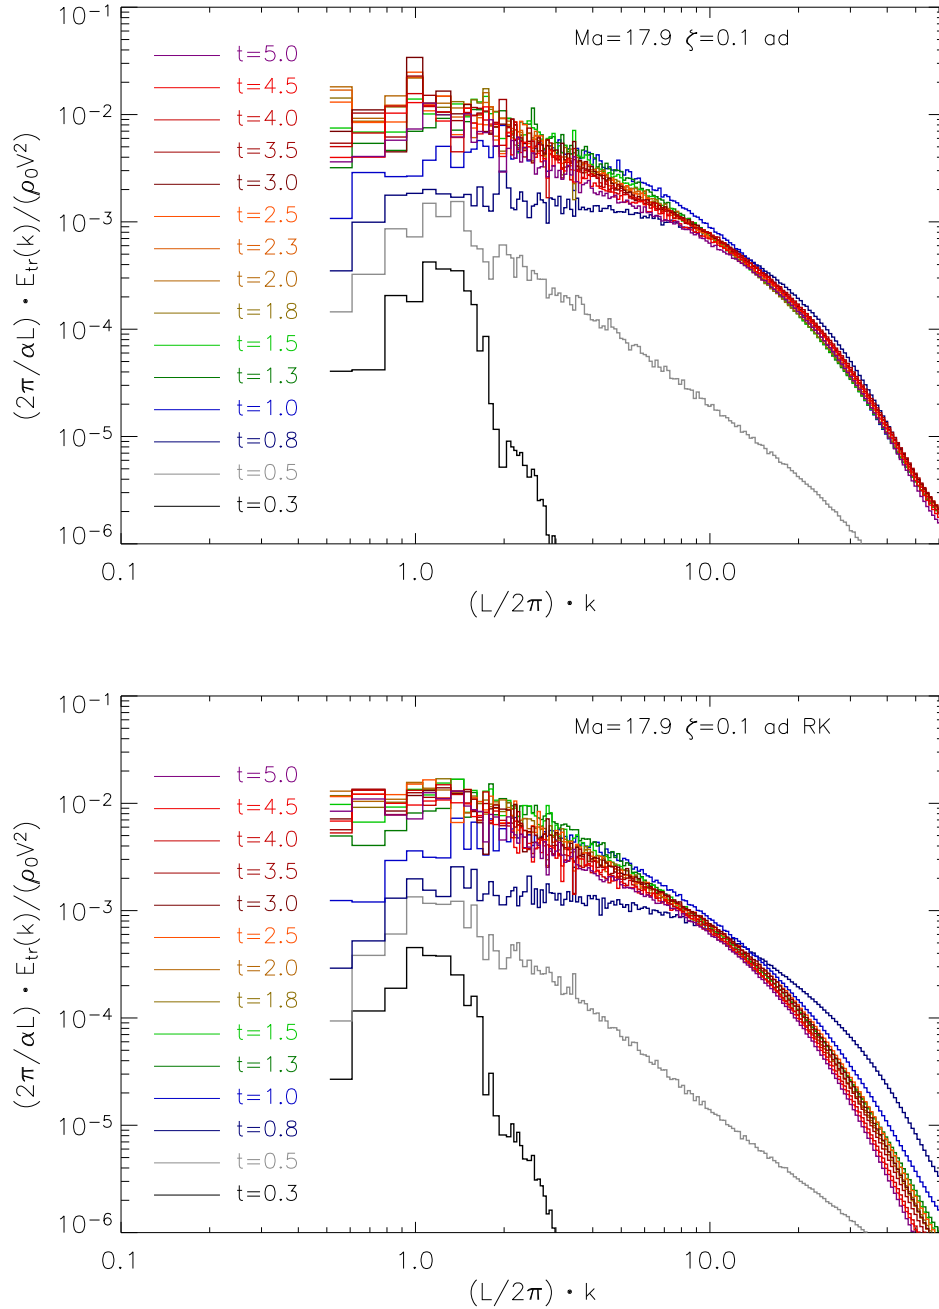 Ma=17.9 ζ=0.1 ad
t=5.0
t=4.5
t=4.0
t=3.5
t=3.0
t=2.5
t=2.3
t=2.0
t=1.8
t=1.5
t=1.3
t=1.0
t=0.8
t=0.5
t=0.3
10⁻¹
10⁻²
10⁻³
10⁻⁴
10⁻⁵
10⁻⁶
(2π/αL) · E_tr(k)/(ρ₀V²)
0.1 1.0 10.0
(L/2π) · k
Ma=17.9 ζ=0.1 ad RK
t=5.0
t=4.5
t=4.0
t=3.5
t=3.0
t=2.5
t=2.0
t=1.8
t=1.5
t=1.3
t=1.0
t=0.8
t=0.5
t=0.3
10⁻¹
10⁻²
10⁻³
10⁻⁴
10⁻⁵
10⁻⁶
(2π/αL) · E_tr(k)/(ρ₀V²)
0.1 1.0 10.0
(L/2π) · k